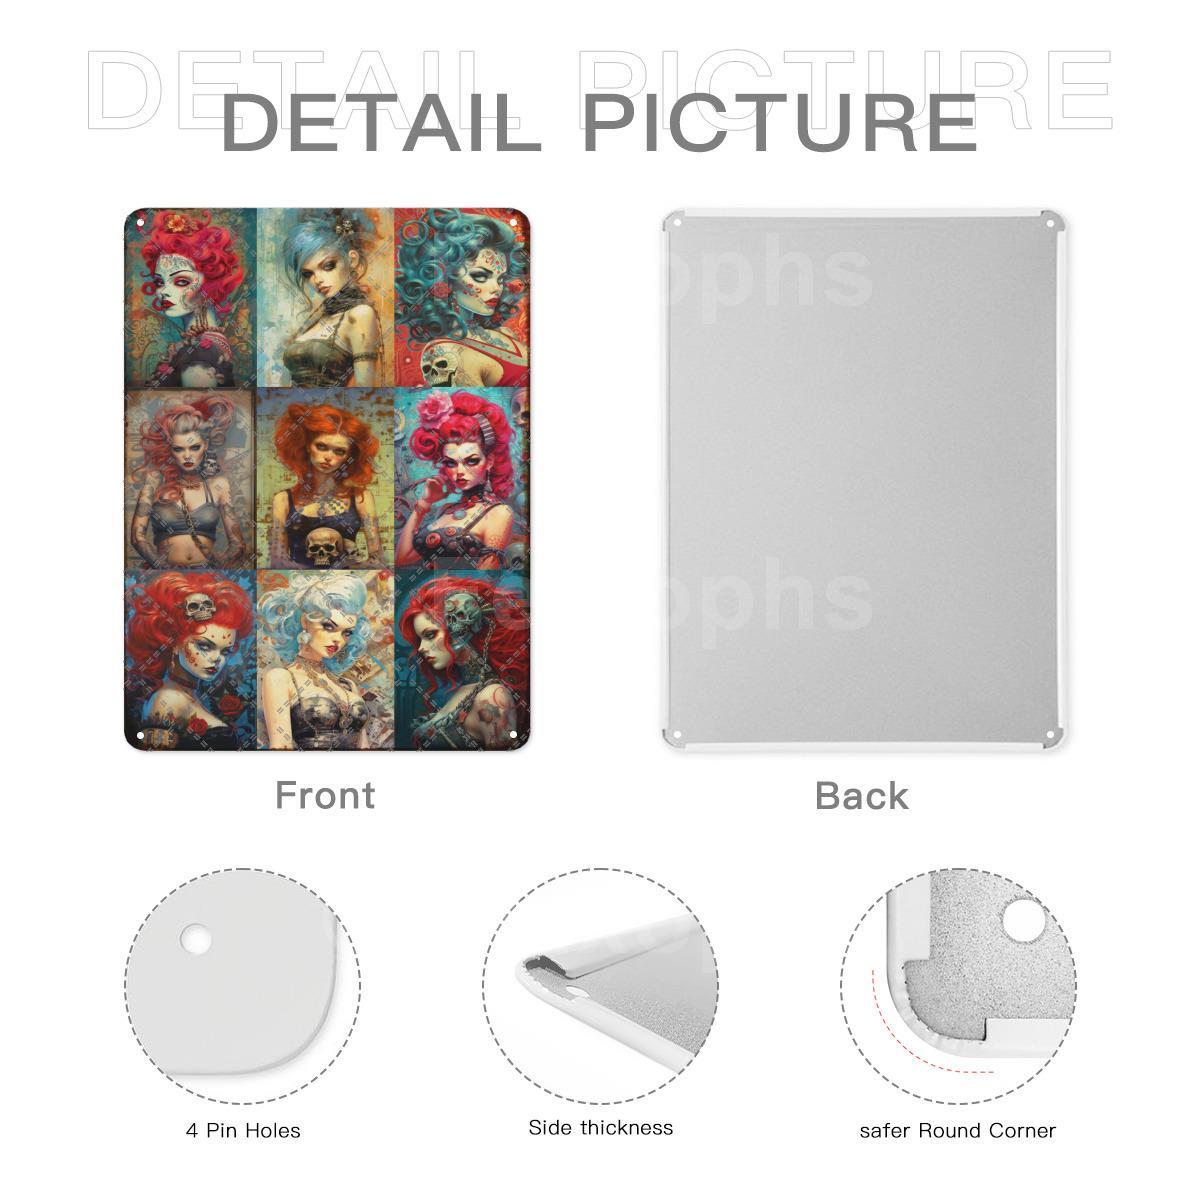 DETAIL PICTURE
DETAIL PICTURE
Front
Back
4 Pin Holes
Side thickness
safer Round Corner